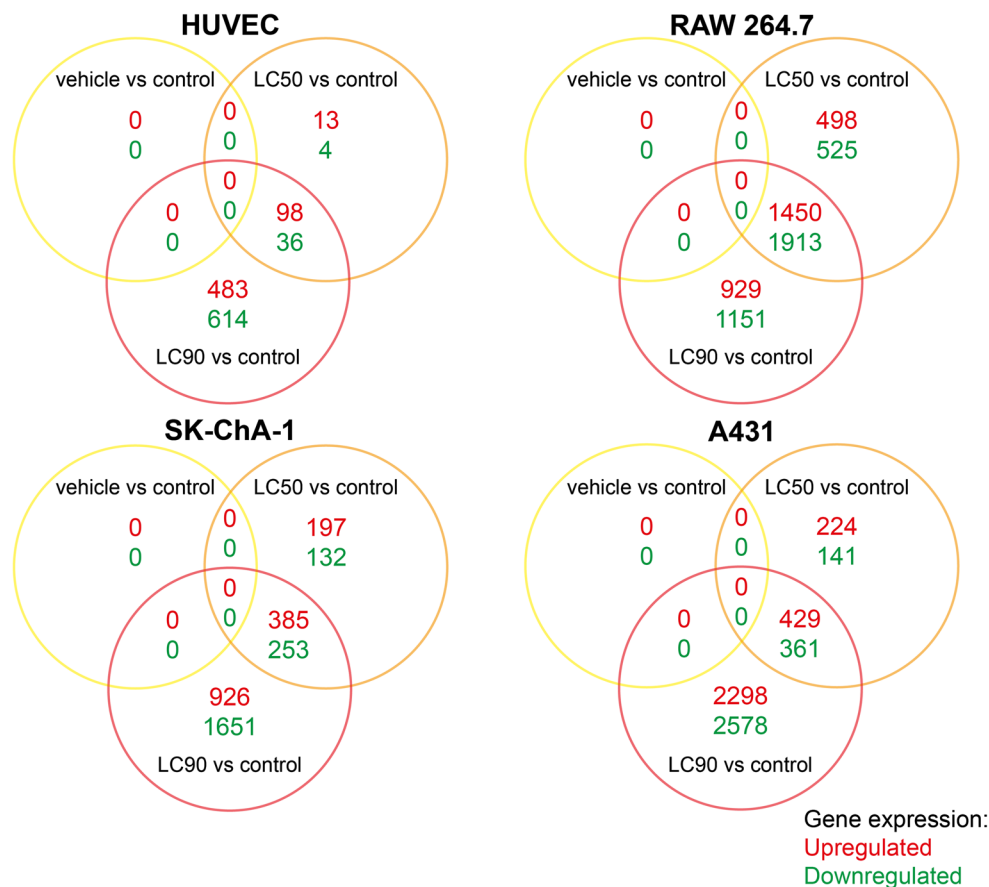 HUVEC
vehicle vs control
LC50 vs control
0
0
0
0
13
4
0
0
0
0
98
36
483
614
LC90 vs control
RAW 264.7
vehicle vs control
LC50 vs control
0
0
0
0
498
525
0
0
0
0
1450
1913
929
1151
LC90 vs control
SK-ChA-1
vehicle vs control
LC50 vs control
0
0
0
0
197
132
0
0
0
0
385
253
926
1651
LC90 vs control
A431
vehicle vs control
LC50 vs control
0
0
0
0
224
141
0
0
0
0
429
361
2298
2578
LC90 vs control
Gene expression:
Upregulated
Downregulated